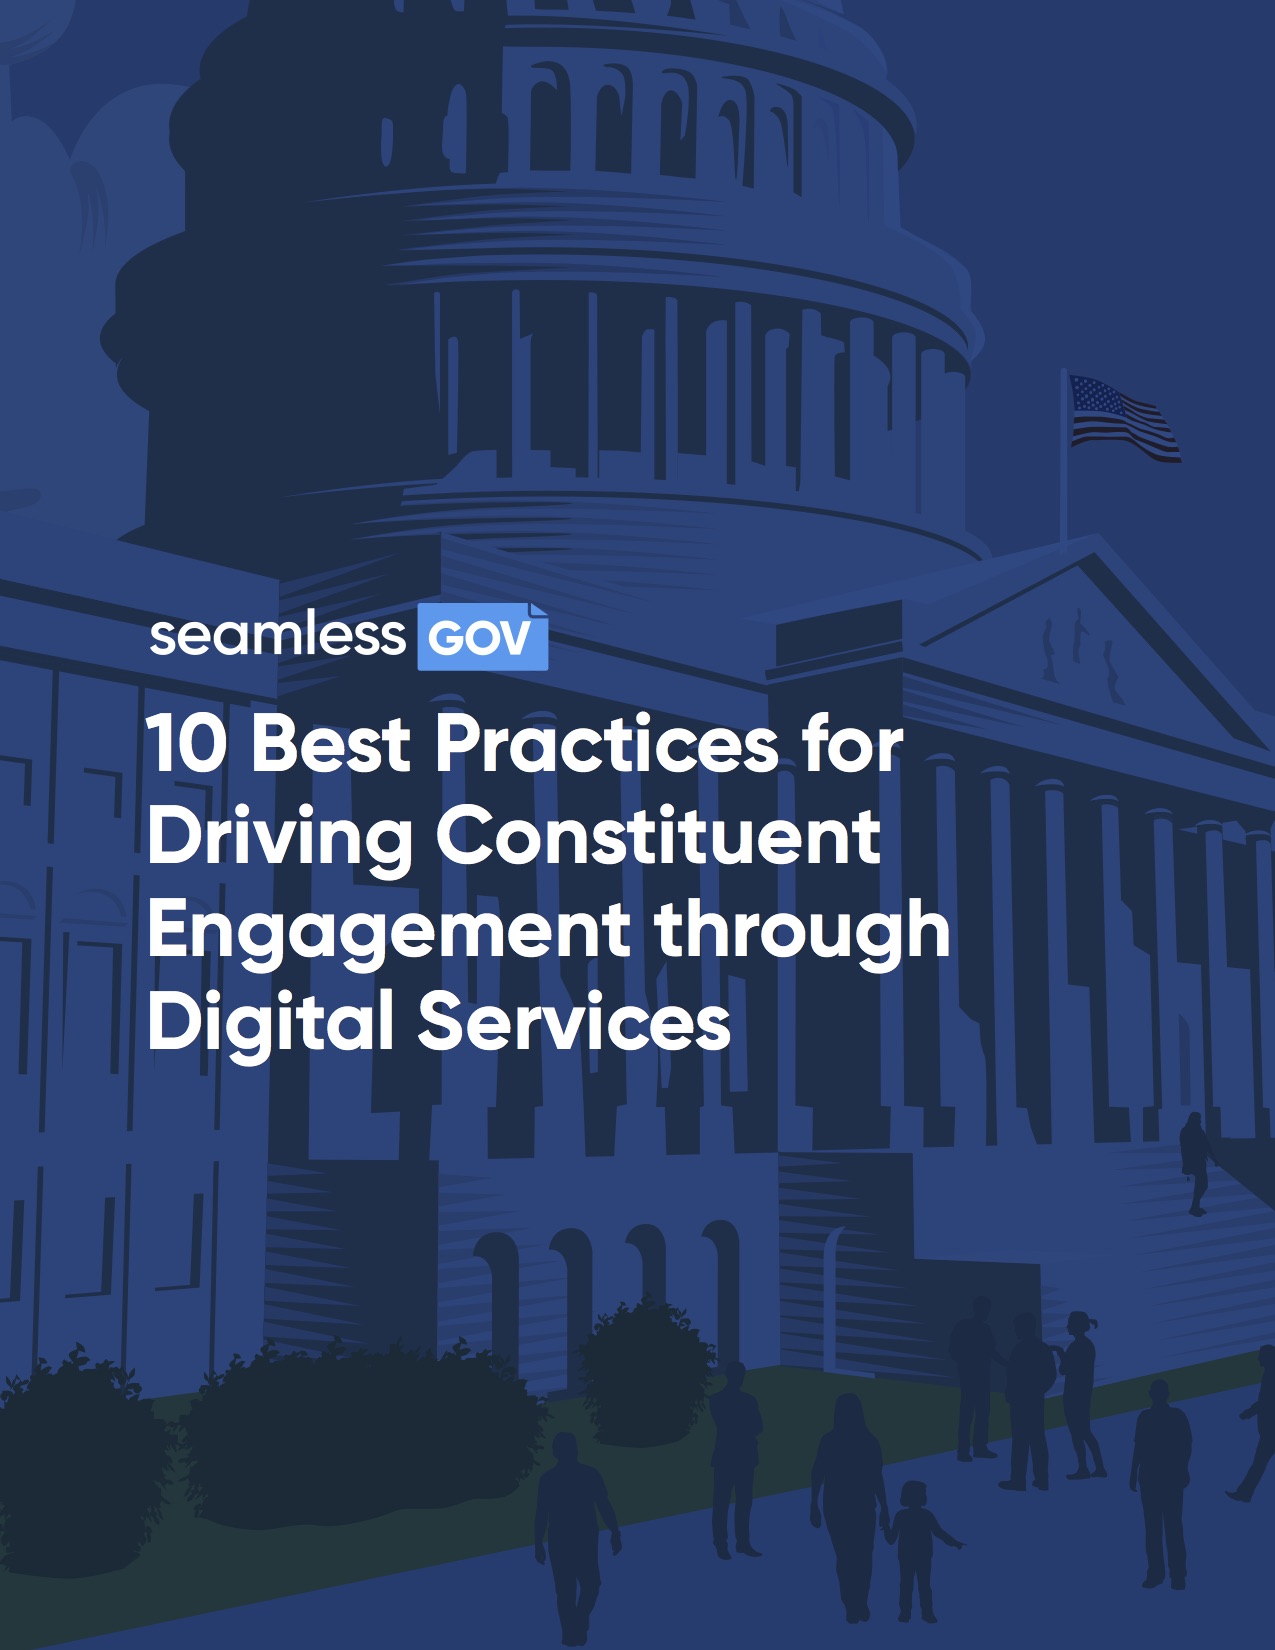 seamless GOV
10 Best Practices for
Driving Constituent
Engagement through
Digital Services